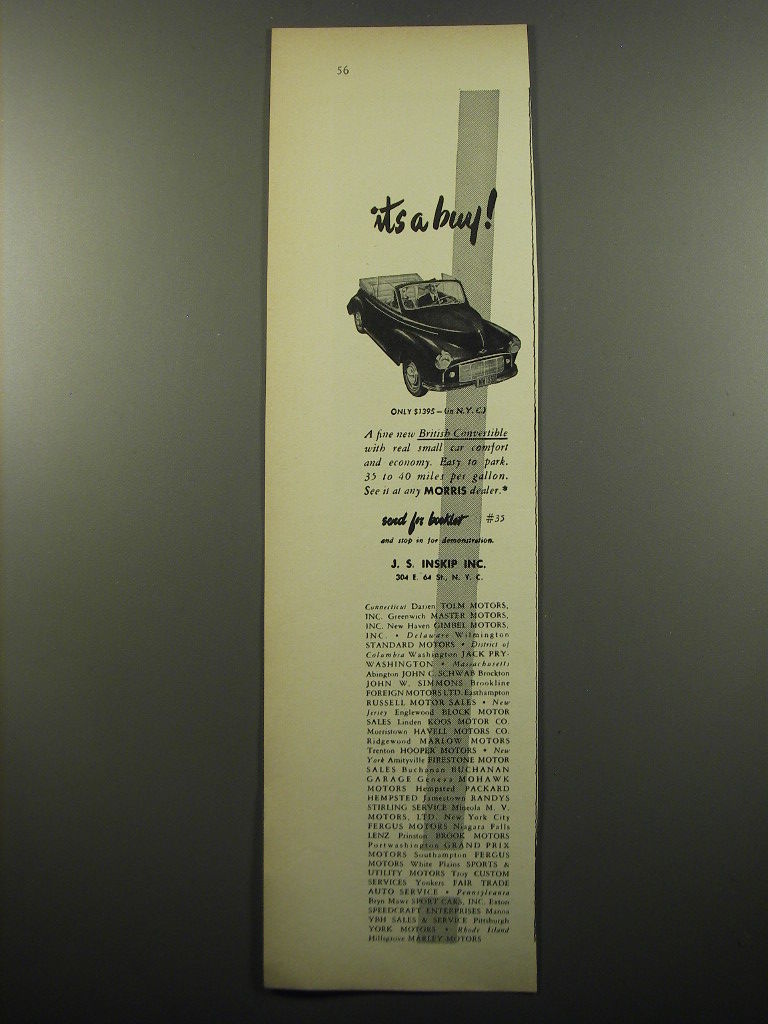 56
it's a buy!
ONLY $1395 — (in N.Y.C.)
A fine new British Convertible
with real small car comfort
and economy. Easy to park.
35 to 40 miles per gallon.
See it at any MORRIS dealer.*
send for booklet #35
and stop in for demonstration.
J. S. INSKIP INC.
304 E. 64 St., N. Y. C.
Connecticut Darien TOLM MOTORS,
INC. Greenwich MASTER MOTORS,
INC. New Haven GIMBEL MOTORS,
INC. • Delaware Wilmington
STANDARD MOTORS • District of
Columbia Washington JACK PRY-
WASHINGTON • Massachusetts
Abington JOHN C. SCHWAB Brockton
JOHN W. SIMMONS Brookline
FOREIGN MOTORS LTD. Easthampton
RUSSELL MOTOR SALES • New
Jersey Englewood BLOCK MOTOR
SALES Linden KOOS MOTOR CO.
Morristown HAVELL MOTORS CO.
Ridgewood MARLOW MOTORS
Trenton HOOPER MOTORS • New
York Amityville FIRESTONE MOTOR
SALES Buchanan BUCHANAN
GARAGE Geneva MOHAWK
MOTORS Hempsted PACKARD
HEMPSTED Jamestown RANDYS
STIRLING SERVICE Mineola M. V.
MOTORS, LTD. New York City
FERGUS MOTORS Niagara Falls
LENZ Prinston BROOK MOTORS
Portwashington GRAND PRIX
MOTORS Southampton FERGUS
MOTORS White Plains SPORTS &
UTILITY MOTORS Troy CUSTOM
SERVICES Yonkers FAIR TRADE
AUTO SERVICE • Pennsylvania
Bryn Mawr SPORT CARS, INC. Exton
SPEEDCRAFT ENTERPRISES Manoa
VBH SALES & SERVICE Pittsburgh
YORK MOTORS • Rhode Island
Hillsgrove MARLEY MOTORS